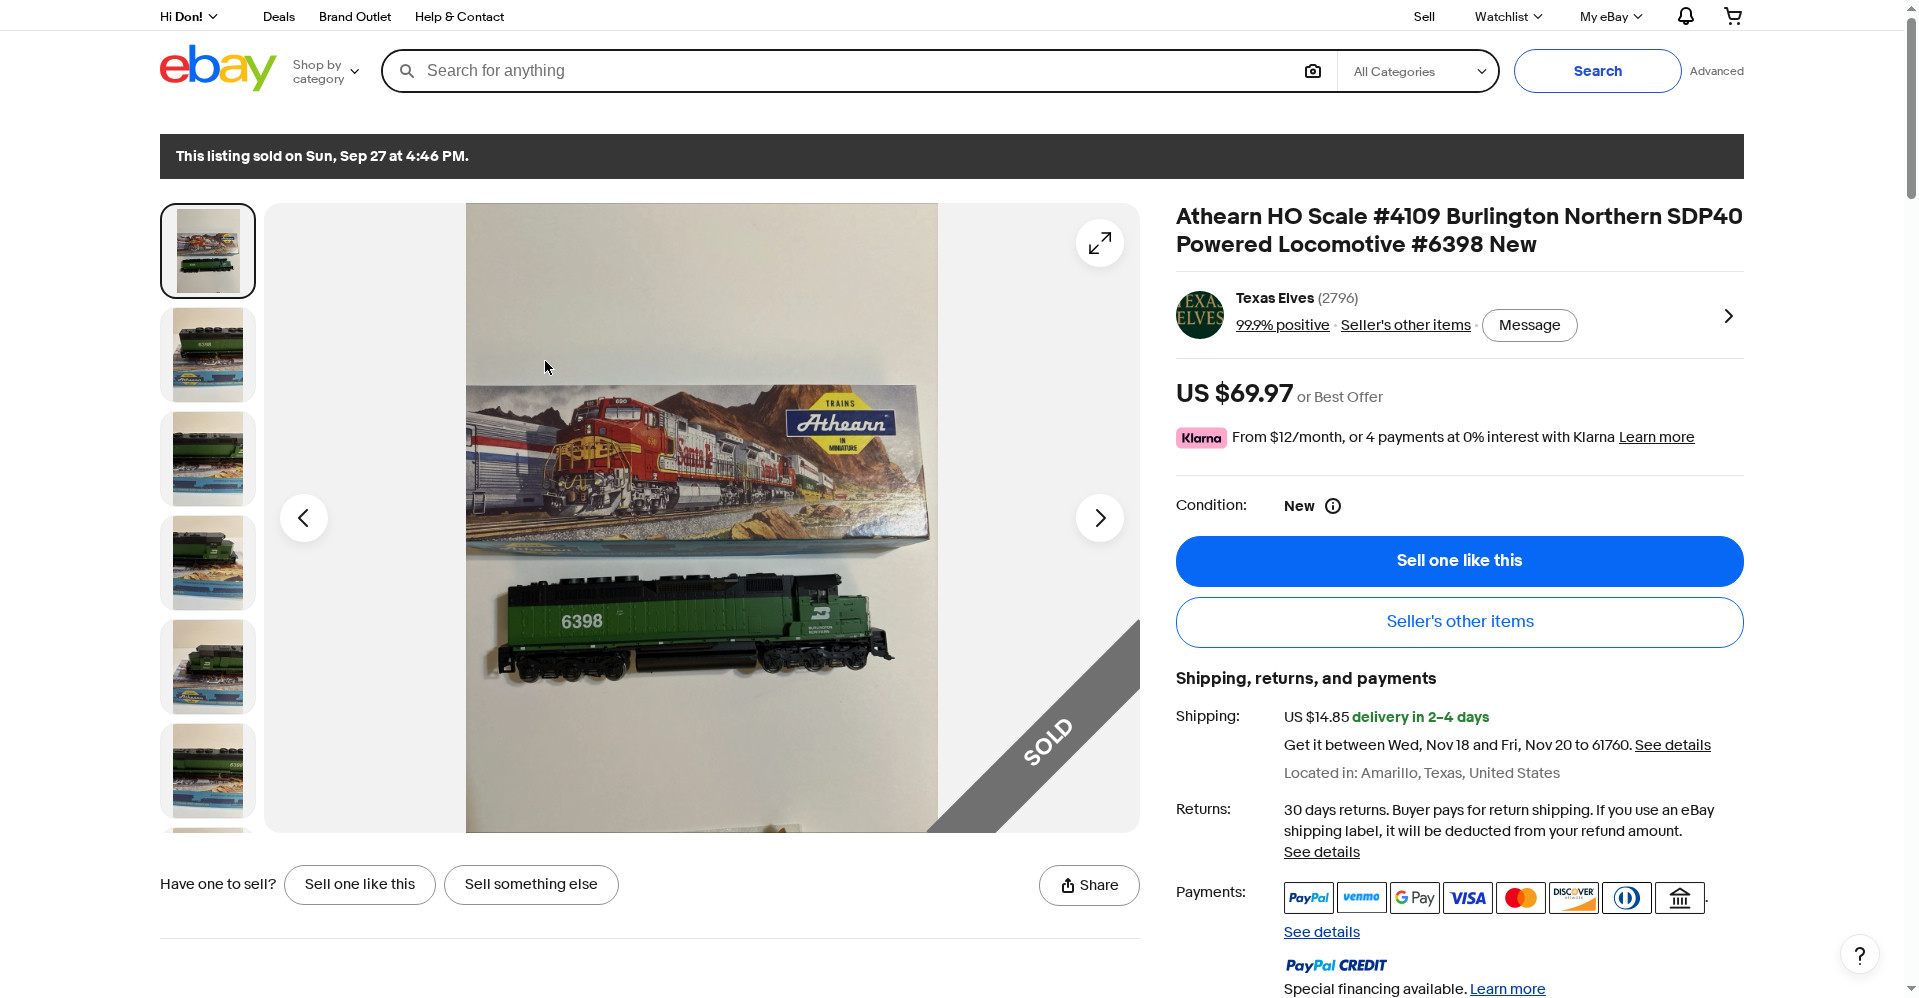 Hi Don!
Deals
Brand Outlet
Help & Contact
Sell
Watchlist
My eBay
ebay
Shop by category
Search for anything
All Categories
Search
Advanced
This listing sold on Sun, Sep 27 at 4:46 PM.
Athearn HO Scale #4109 Burlington Northern SDP40
Powered Locomotive #6398 New
TEXAS
ELVES
Texas Elves (2796)
99.9% positive · Seller's other items · Message
US $69.97 or Best Offer
Klarna From $12/month, or 4 payments at 0% interest with Klarna Learn more
Condition: New
Sell one like this
Seller's other items
TRAINS
Athearn
IN
MINIATURE
Santa Fe
6398
BURLINGTON
NORTHERN
SOLD
Shipping, returns, and payments
Shipping: US $14.85 delivery in 2–4 days
Get it between Wed, Nov 18 and Fri, Nov 20 to 61760. See details
Located in: Amarillo, Texas, United States
Returns: 30 days returns. Buyer pays for return shipping. If you use an eBay
shipping label, it will be deducted from your refund amount.
See details
Have one to sell? Sell one like this Sell something else
Share
Payments: PayPal venmo G Pay VISA DISCOVER .
See details
PayPal CREDIT
Special financing available. Learn more
?